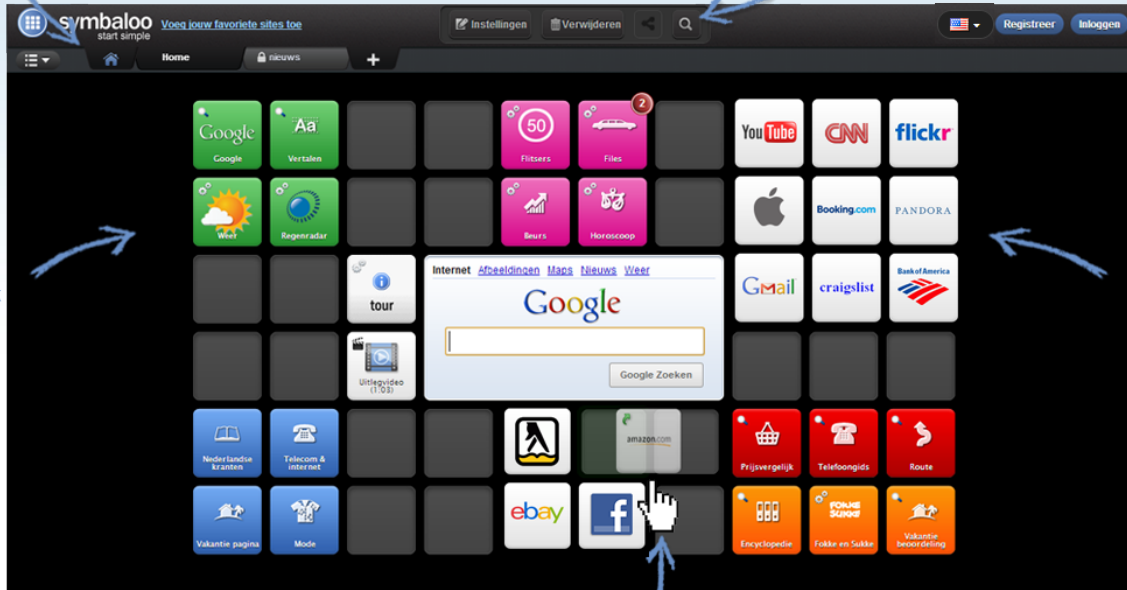 symbaloo
start simple
Voeg jouw favoriete sites toe
Instellingen Verwijderen
Registreer Inloggen
Home nieuws +
Google
Google
Aa
Vertalen
50
Flitsers
2
Files
You Tube
CNN
flickr
Weer
Regenradar
Beurs
Horoscoop
Booking.com
PANDORA
tour
Internet Afbeeldingen Maps Nieuws Weer
Google
Google Zoeken
GMail
craigslist
Bank of America
Uitlegvideo
(1:03)
Nederlandse
kranten
Telecom &
internet
amazon.com
Prijsvergelijk
Telefoongids
Route
Vakantie pagina
Mode
ebay
f
Encyclopedie
FOKKE
SUKKE
Fokke en Sukke
Vakantie
beoordeling